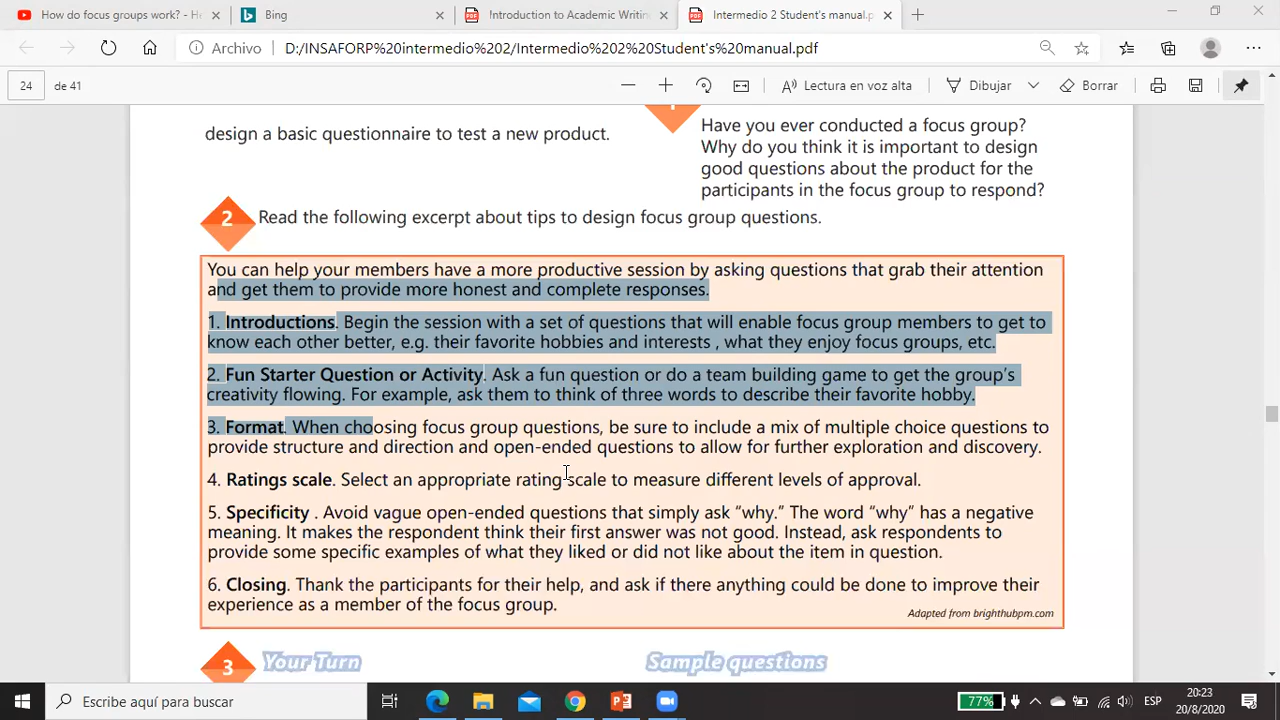 How do focus groups work? - He
Bing
Introduction to Academic Writin
Intermedio 2 Student's manual.p
Archivo
D:/INSAFORP%20intermedio%202/Intermedio%202%20Student's%20manual.pdf
24
de 41
Lectura en voz alta
Dibujar
Borrar
design a basic questionnaire to test a new product.
1
Have you ever conducted a focus group?
Why do you think it is important to design
good questions about the product for the
participants in the focus group to respond?
2
Read the following excerpt about tips to design focus group questions.
You can help your members have a more productive session by asking questions that grab their attention
and get them to provide more honest and complete responses.
1. Introductions. Begin the session with a set of questions that will enable focus group members to get to
know each other better, e.g. their favorite hobbies and interests , what they enjoy focus groups, etc.
2. Fun Starter Question or Activity. Ask a fun question or do a team building game to get the group's
creativity flowing. For example, ask them to think of three words to describe their favorite hobby.
3. Format. When choosing focus group questions, be sure to include a mix of multiple choice questions to
provide structure and direction and open-ended questions to allow for further exploration and discovery.
4. Ratings scale. Select an appropriate rating scale to measure different levels of approval.
5. Specificity . Avoid vague open-ended questions that simply ask “why.” The word “why” has a negative
meaning. It makes the respondent think their first answer was not good. Instead, ask respondents to
provide some specific examples of what they liked or did not like about the item in question.
6. Closing. Thank the participants for their help, and ask if there anything could be done to improve their
experience as a member of the focus group.
Adapted from brighthubpm.com
3
Your Turn
Sample questions
Escribe aquí para buscar
77%
ESP
20:23
20/8/2020